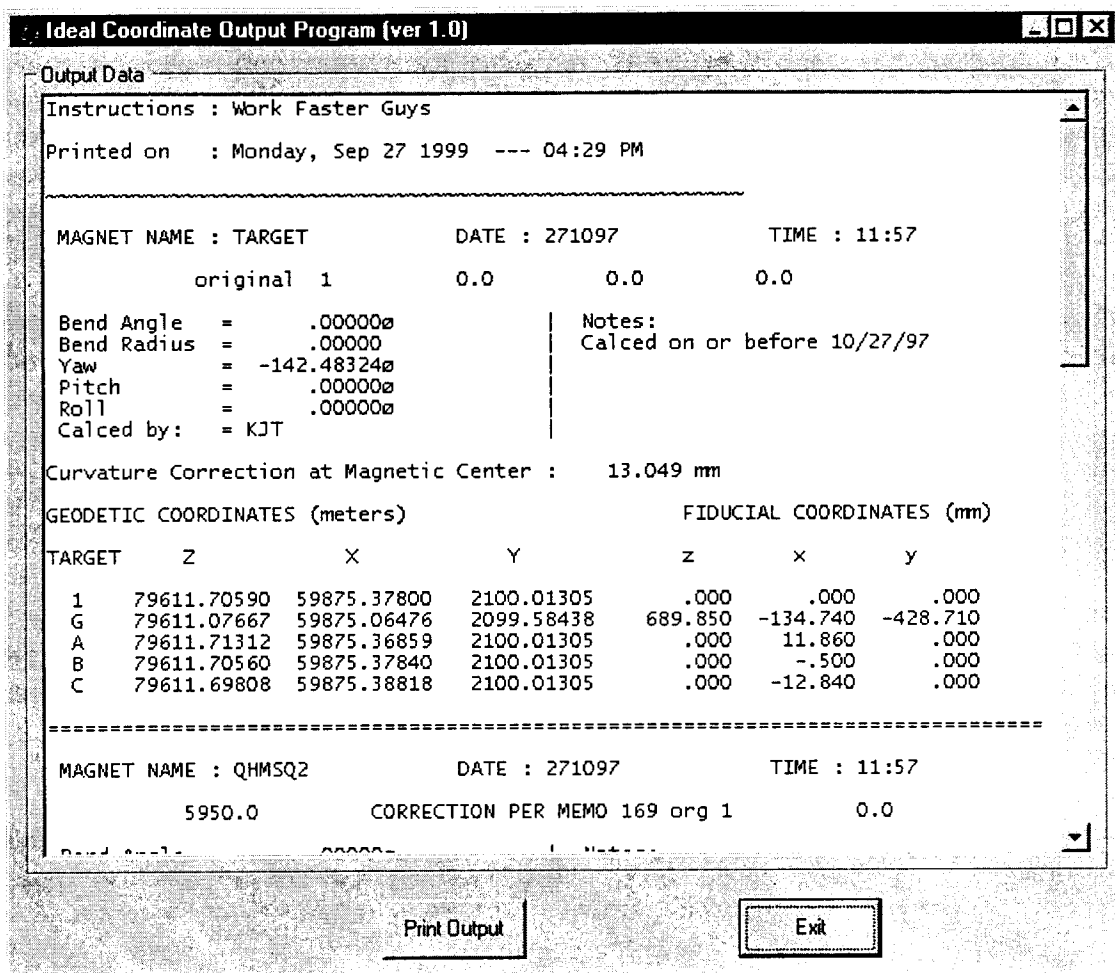 Ideal Coordinate Output Program (ver 1.0)
Output Data
Instructions : Work Faster Guys
Printed on : Monday, Sep 27 1999 --- 04:29 PM
~~~~~~~~~~~~~~~~~~~~~~~~~~~~~~~~~~~~~~~~~~~~~~~~~~~~~~~~~~~~~~~~~~~~~~~~~~~
MAGNET NAME : TARGET DATE : 271097 TIME : 11:57
original 1 0.0 0.0 0.0
Bend Angle = .00000ø | Notes:
Bend Radius = .00000 | Calced on or before 10/27/97
Yaw = -142.48324ø |
Pitch = .00000ø |
Roll = .00000ø |
Calced by: = KJT |
Curvature Correction at Magnetic Center : 13.049 mm
GEODETIC COORDINATES (meters) FIDUCIAL COORDINATES (mm)
TARGET Z X Y z x y
1 79611.70590 59875.37800 2100.01305 .000 .000 .000
G 79611.07667 59875.06476 2099.58438 689.850 -134.740 -428.710
A 79611.71312 59875.36859 2100.01305 .000 11.860 .000
B 79611.70560 59875.37840 2100.01305 .000 -.500 .000
C 79611.69808 59875.38818 2100.01305 .000 -12.840 .000
================================================================================
MAGNET NAME : QHMSQ2 DATE : 271097 TIME : 11:57
5950.0 CORRECTION PER MEMO 169 org 1 0.0
Print Output
Exit